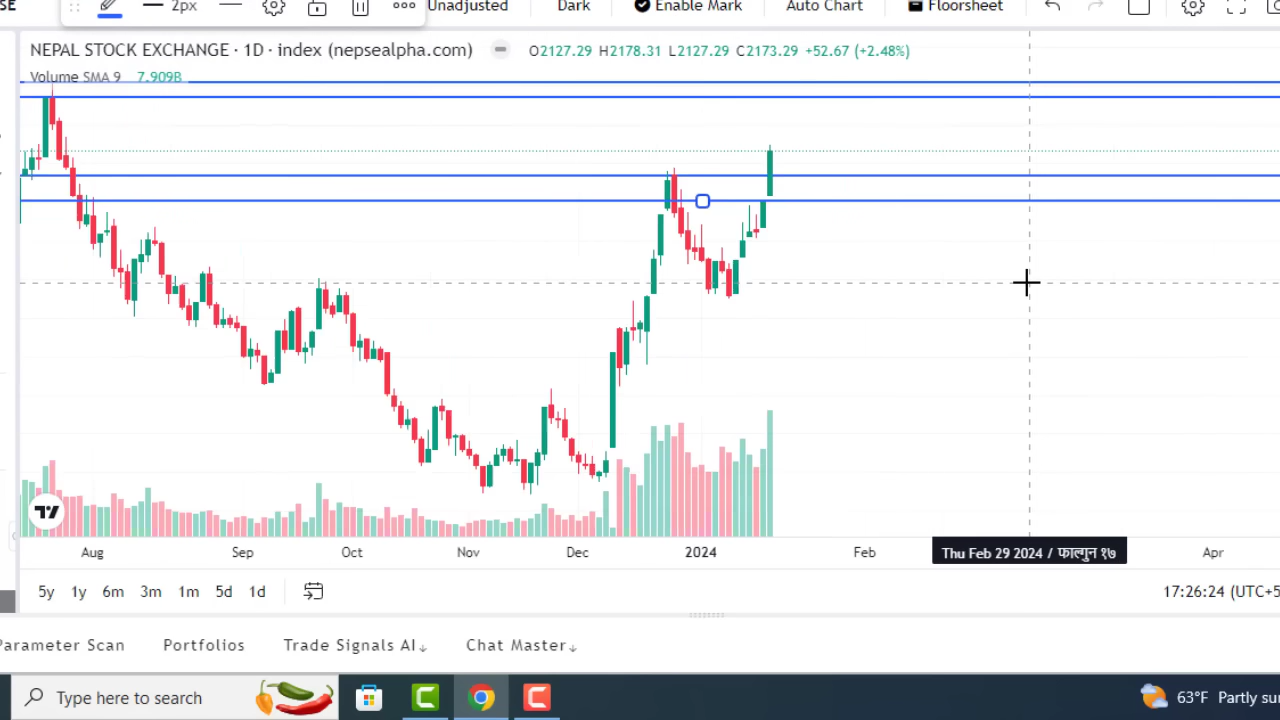 SE 2px Unadjusted Dark Enable Mark Auto Chart Floorsheet
NEPAL STOCK EXCHANGE · 1D · index (nepsealpha.com) O2127.29 H2178.31 L2127.29 C2173.29 +52.67 (+2.48%)
Volume SMA 9 7.909B
Aug Sep Oct Nov Dec 2024 Feb Thu Feb 29 2024 / फाल्गुन १७ Apr
5y 1y 6m 3m 1m 5d 1d 17:26:24 (UTC+5
Parameter Scan Portfolios Trade Signals AI↓ Chat Master↓
Type here to search 63°F Partly sun